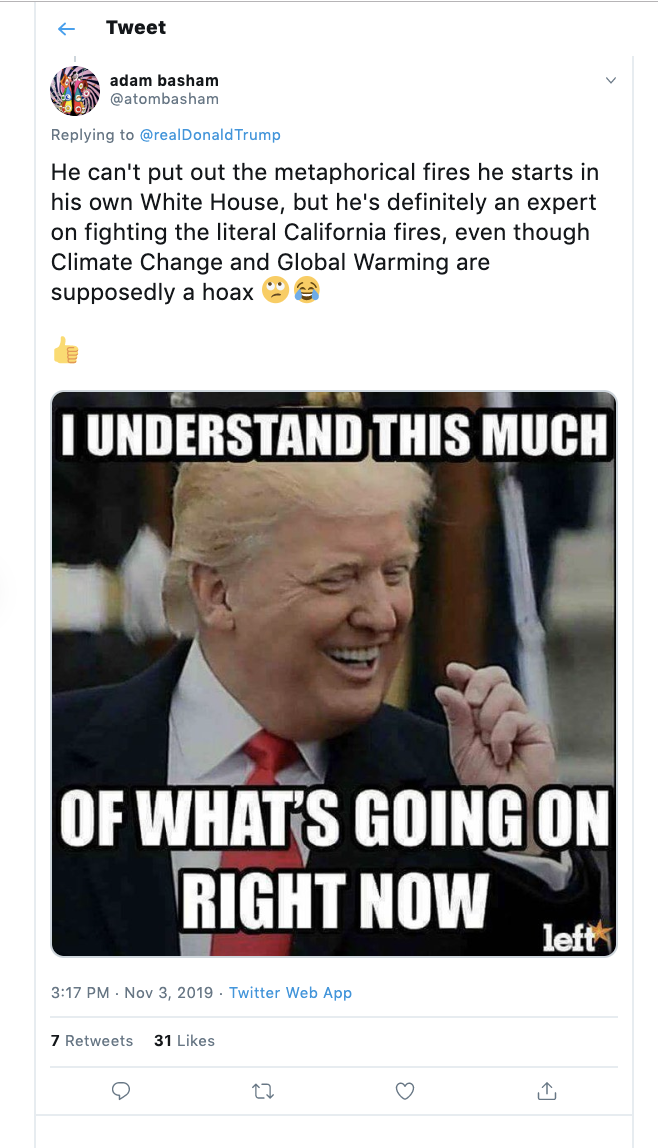 Tweet
adam basham
@atombasham
Replying to @realDonaldTrump
He can't put out the metaphorical fires he starts in
his own White House, but he's definitely an expert
on fighting the literal California fires, even though
Climate Change and Global Warming are
supposedly a hoax 🙄😂
👍
I UNDERSTAND THIS MUCH
OF WHAT'S GOING ON
RIGHT NOW
left
3:17 PM · Nov 3, 2019 · Twitter Web App
7 Retweets 31 Likes